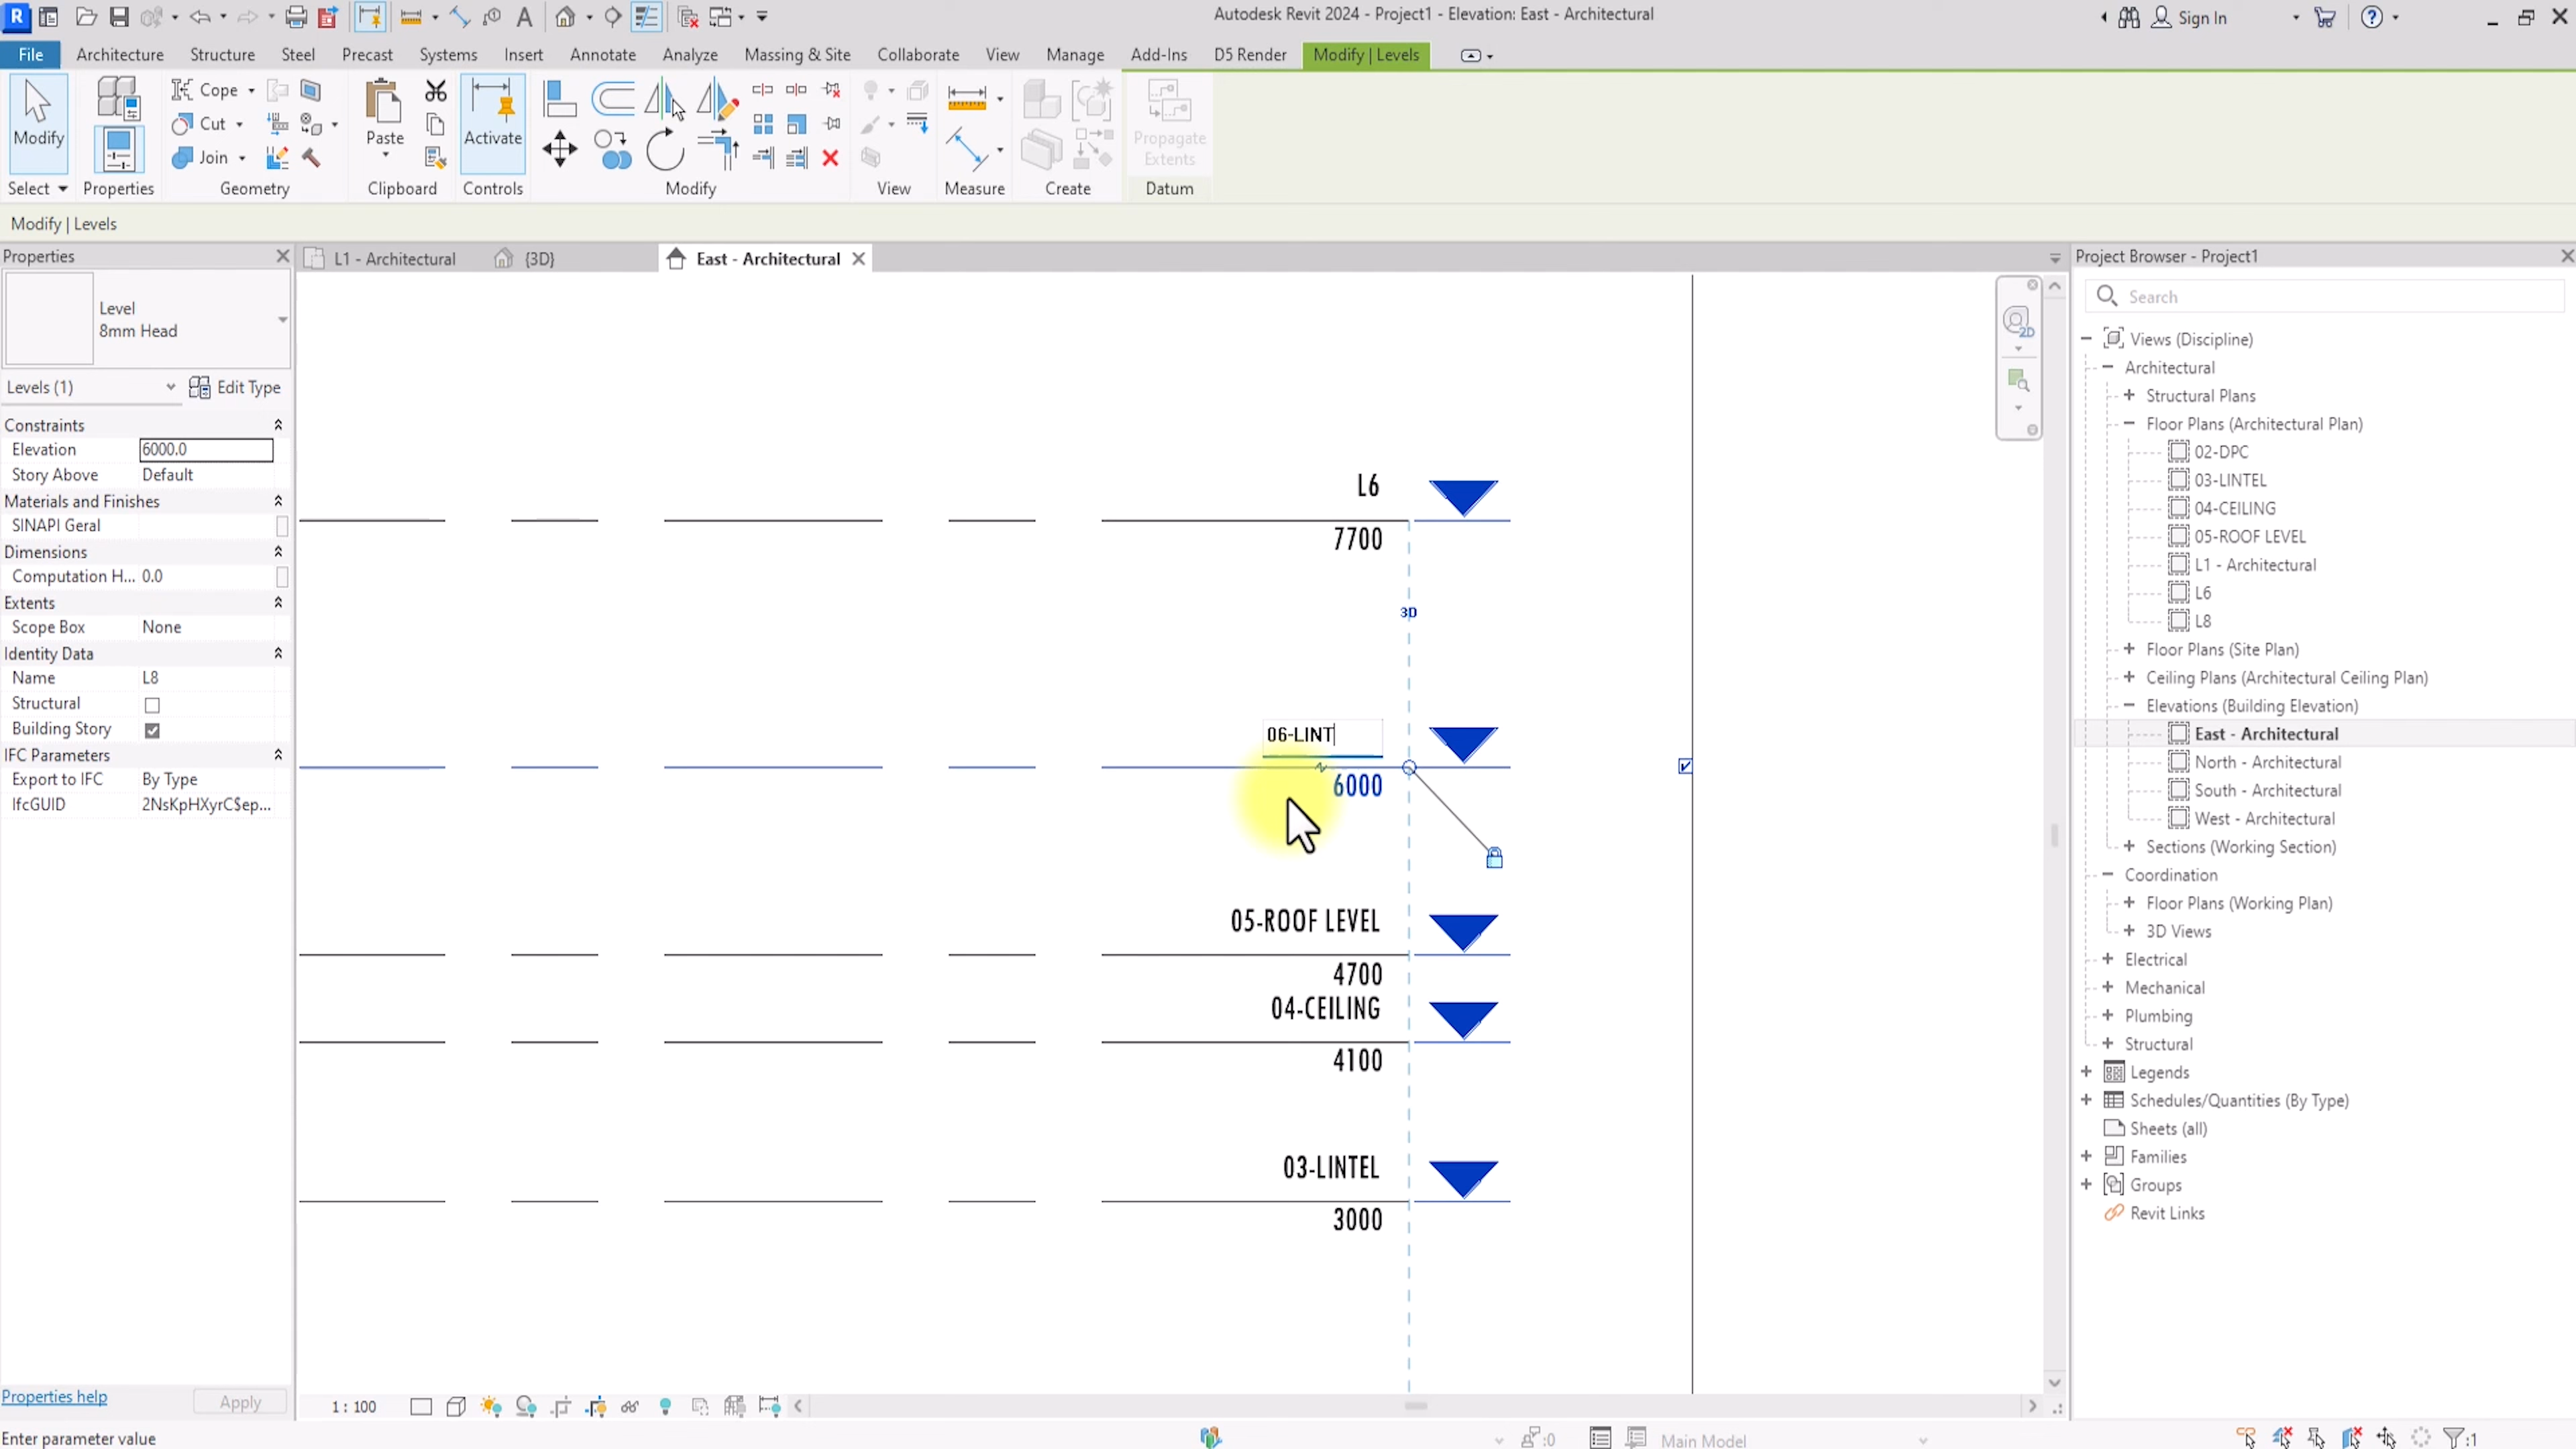 Autodesk Revit 2024 - Project1 - Elevation: East - Architectural
Sign In
File Architecture Structure Steel Precast Systems Insert Annotate Analyze Massing & Site Collaborate View Manage Add-Ins D5 Render Modify | Levels
Modify
Cope
Cut
Join
Paste
Activate
Propagate
Extents
Select Properties Geometry Clipboard Controls Modify View Measure Create Datum
Modify | Levels
Properties
Level
8mm Head
Levels (1) Edit Type
Constraints
Elevation 6000.0
Story Above Default
Materials and Finishes
SINAPI Geral
Dimensions
Computation H... 0.0
Extents
Scope Box None
Identity Data
Name L8
Structural
Building Story
IFC Parameters
Export to IFC By Type
IfcGUID 2NsKpHXyrC$ep...
Properties help Apply
L1 - Architectural {3D} East - Architectural
2D
L6
7700
3D
06-LINT
6000
05-ROOF LEVEL
4700
04-CEILING
4100
03-LINTEL
3000
Project Browser - Project1
Search
Views (Discipline)
Architectural
Structural Plans
Floor Plans (Architectural Plan)
02-DPC
03-LINTEL
04-CEILING
05-ROOF LEVEL
L1 - Architectural
L6
L8
Floor Plans (Site Plan)
Ceiling Plans (Architectural Ceiling Plan)
Elevations (Building Elevation)
East - Architectural
North - Architectural
South - Architectural
West - Architectural
Sections (Working Section)
Coordination
Floor Plans (Working Plan)
3D Views
Electrical
Mechanical
Plumbing
Structural
Legends
Schedules/Quantities (By Type)
Sheets (all)
Families
Groups
Revit Links
1 : 100
Enter parameter value
:0
Main Model
:1